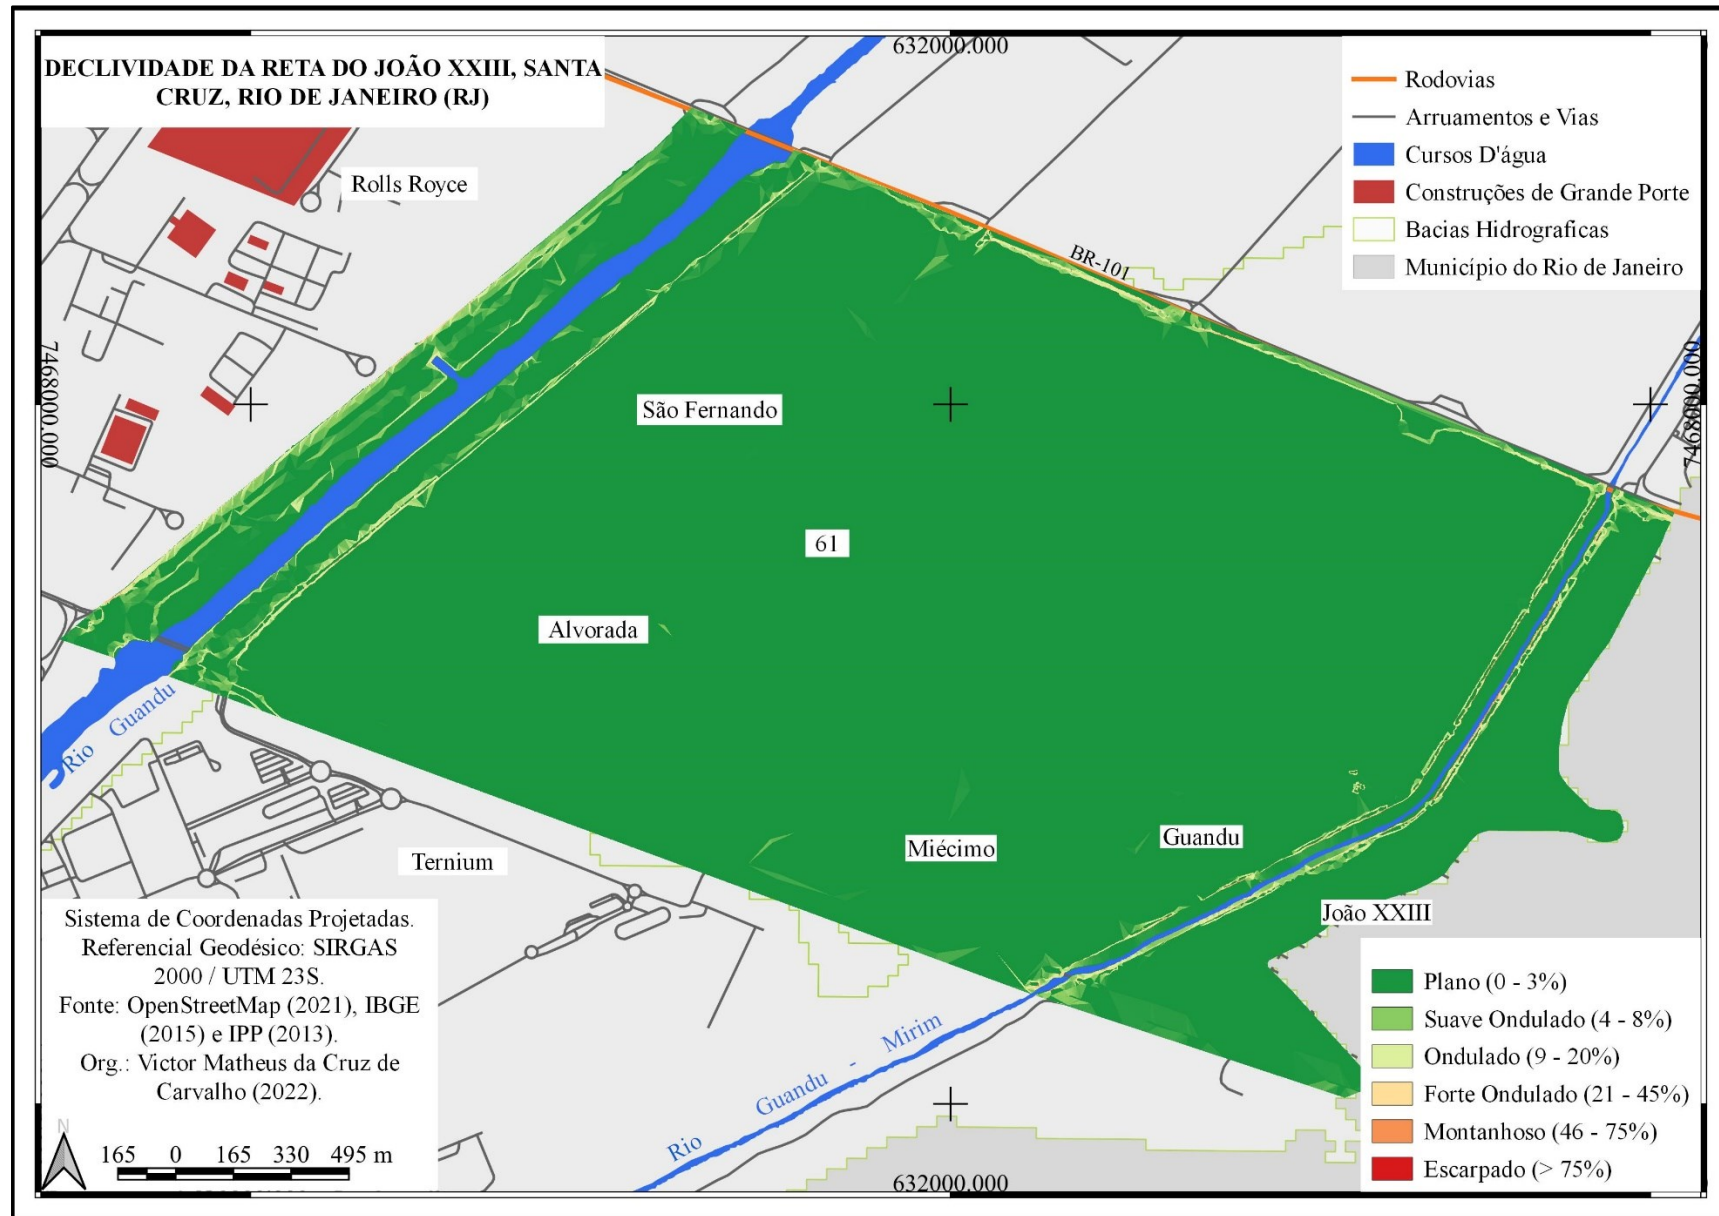 DECLIVIDADE DA RETA DO JOÃO XXIII, SANTA
CRUZ, RIO DE JANEIRO (RJ)
632000.000
Rodovias
Arruamentos e Vias
Cursos D'água
Construções de Grande Porte
Bacias Hidrograficas
Município do Rio de Janeiro
Rolls Royce
BR-101
7468000.000
7468000.000
São Fernando
61
Alvorada
Rio Guandu
Miécimo
Guandu
Ternium
João XXIII
Sistema de Coordenadas Projetadas.
Referencial Geodésico: SIRGAS
2000 / UTM 23S.
Fonte: OpenStreetMap (2021), IBGE
(2015) e IPP (2013).
Org.: Victor Matheus da Cruz de
Carvalho (2022).
N
165 0 165 330 495 m
Rio Guandu - Mirim
Plano (0 - 3%)
Suave Ondulado (4 - 8%)
Ondulado (9 - 20%)
Forte Ondulado (21 - 45%)
Montanhoso (46 - 75%)
Escarpado (> 75%)
632000.000